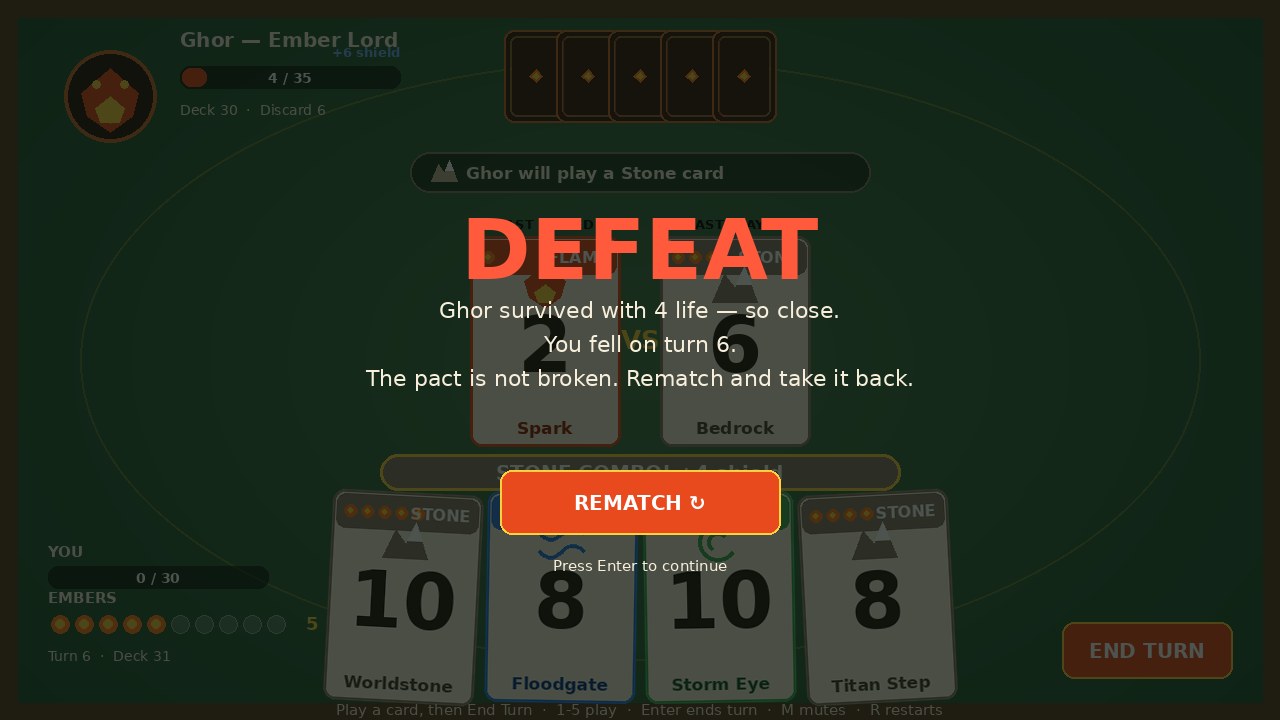 Ghor — Ember Lord
+6 shield
4 / 35
Deck 30 · Discard 6
Ghor will play a Stone card
DEFEAT
STONE
Ghor survived with 4 life — so close.
2
VS
6
You fell on turn 6.
The pact is not broken. Rematch and take it back.
Spark
Bedrock
REMATCH ↻
Press Enter to continue
STONE
10
Worldstone
8
Floodgate
10
Storm Eye
STONE
8
Titan Step
YOU
0 / 30
EMBERS
5
Turn 6 · Deck 31
END TURN
Play a card, then End Turn · 1-5 play · Enter ends turn · M mutes · R restarts